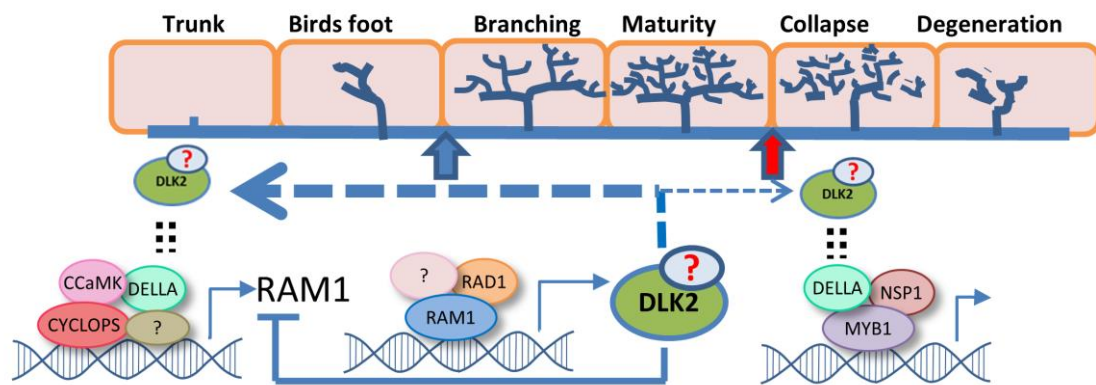 Trunk Birds foot Branching Maturity Collapse Degeneration
?
DLK2
?
DLK2
CCaMK
DELLA
CYCLOPS
?
RAM1
?
RAD1
RAM1
?
DLK2
DELLA
NSP1
MYB1